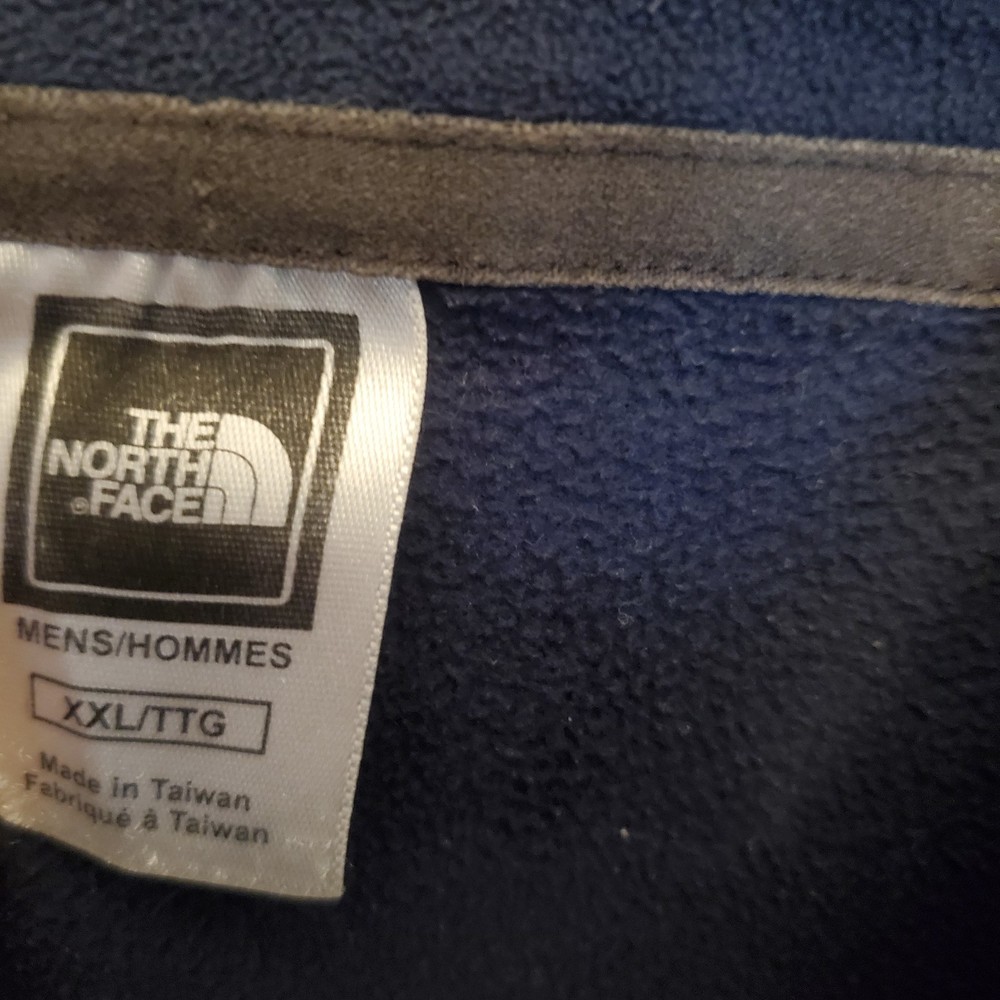 THE
NORTH
®FACE
MENS/HOMMES
XXL/TTG
Made in Taiwan
Fabriqué à Taiwan